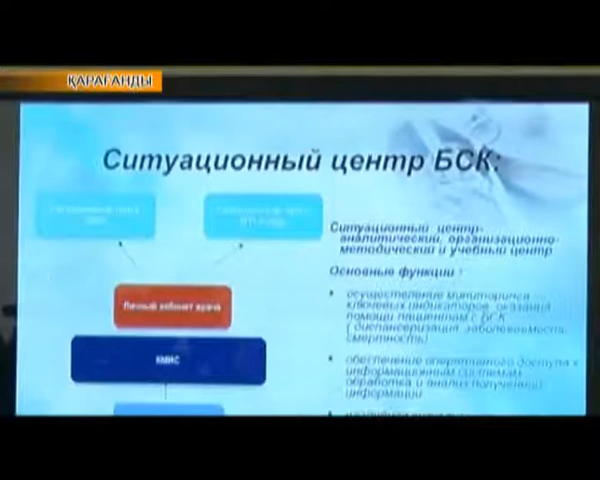 ҚАРАҒАНДЫ
Ситуационный центр БСК:
Ситуационный центр-
аналитический, организационно-
методический и учебный центр
Основные функции :
Личный кабинет врача
• осуществление мониторинга
ключевых индикаторов оказания
помощи пациентам с БСК
( диспансеризация, заболеваемость,
смертность)
КМИС
• обеспечение оперативного доступа к
информационным системам
обработка и анализ полученной
информации